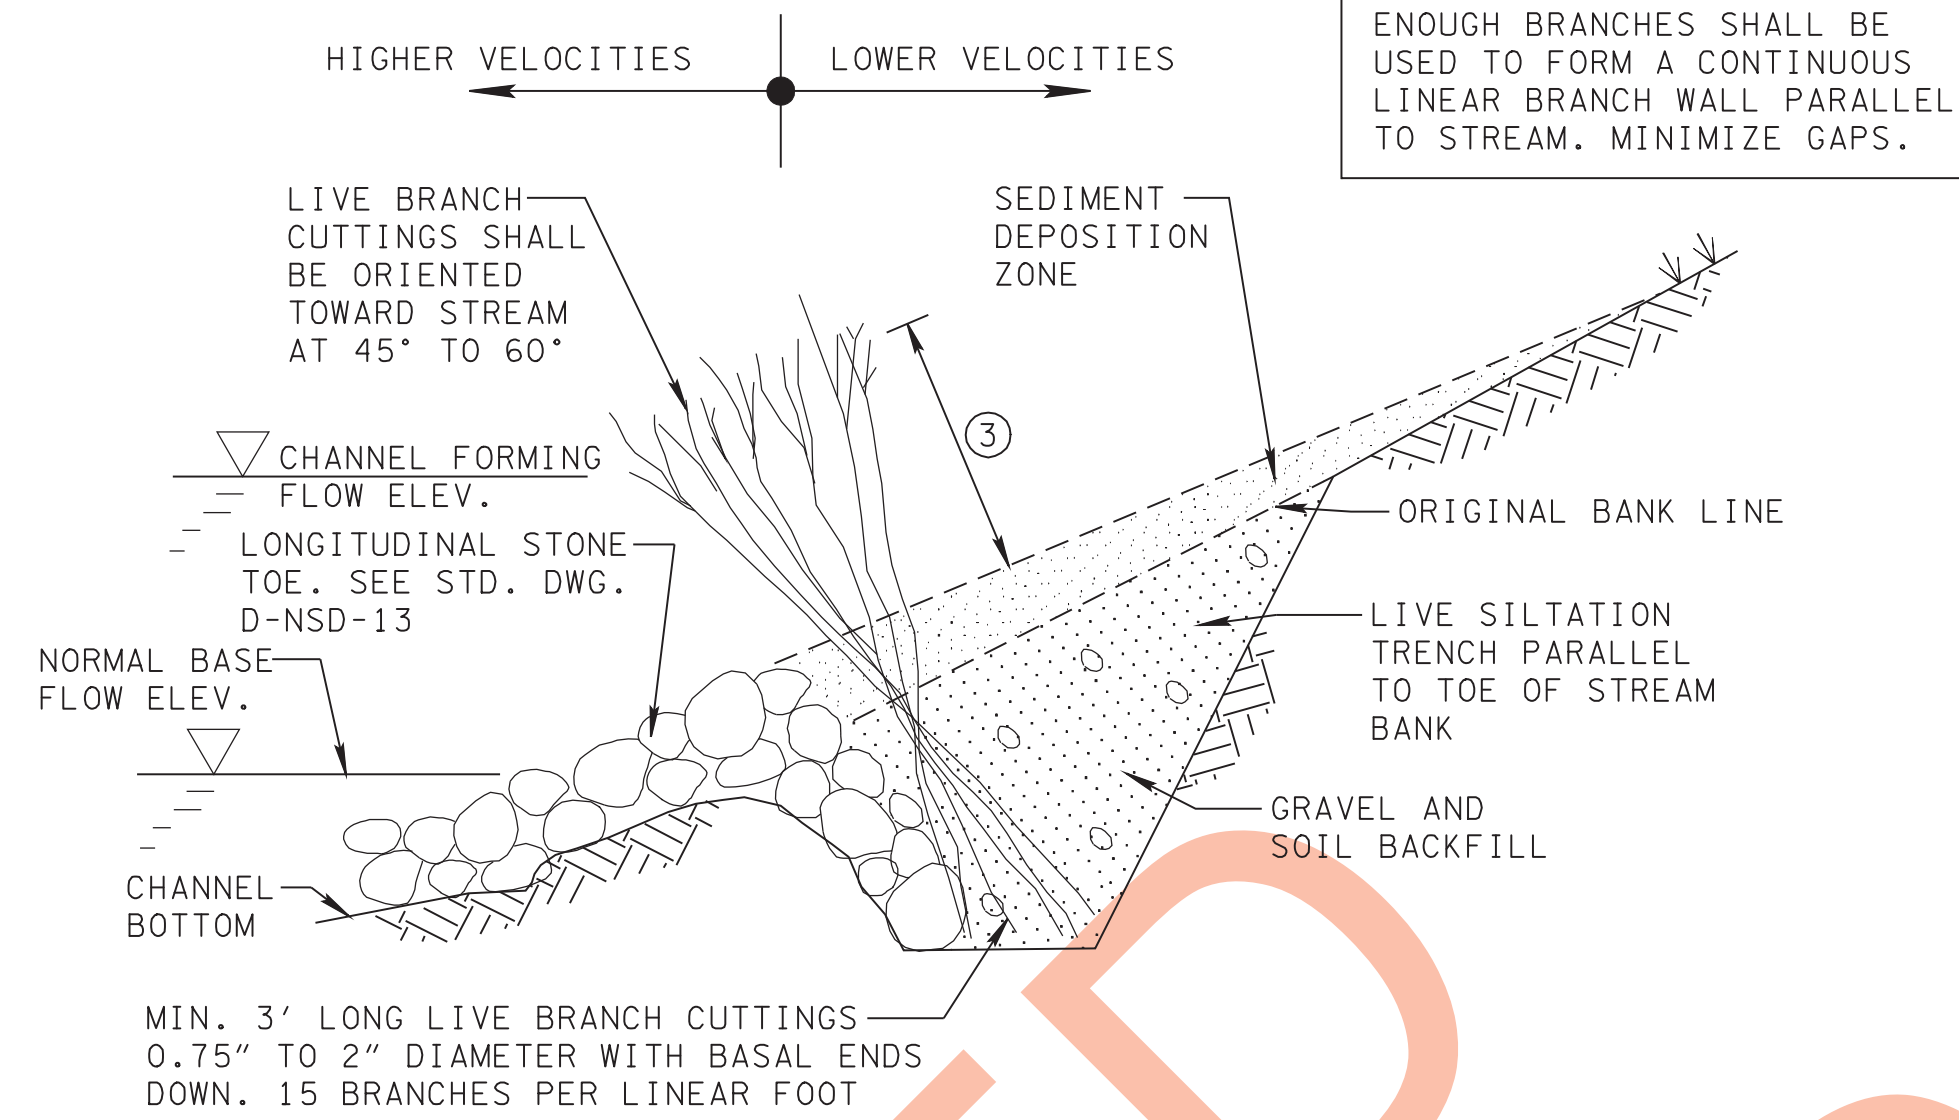 HIGHER VELOCITIES
LOWER VELOCITIES
ENOUGH BRANCHES SHALL BE
USED TO FORM A CONTINUOUS
LINEAR BRANCH WALL PARALLEL
TO STREAM. MINIMIZE GAPS.
LIVE BRANCH
CUTTINGS SHALL
BE ORIENTED
TOWARD STREAM
AT 45° TO 60°
SEDIMENT
DEPOSITION
ZONE
3
CHANNEL FORMING
FLOW ELEV.
ORIGINAL BANK LINE
LONGITUDINAL STONE
TOE. SEE STD. DWG.
D-NSD-13
NORMAL BASE
FLOW ELEV.
LIVE SILTATION
TRENCH PARALLEL
TO TOE OF STREAM
BANK
GRAVEL AND
SOIL BACKFILL
CHANNEL
BOTTOM
MIN. 3' LONG LIVE BRANCH CUTTINGS
0.75" TO 2" DIAMETER WITH BASAL ENDS
DOWN. 15 BRANCHES PER LINEAR FOOT